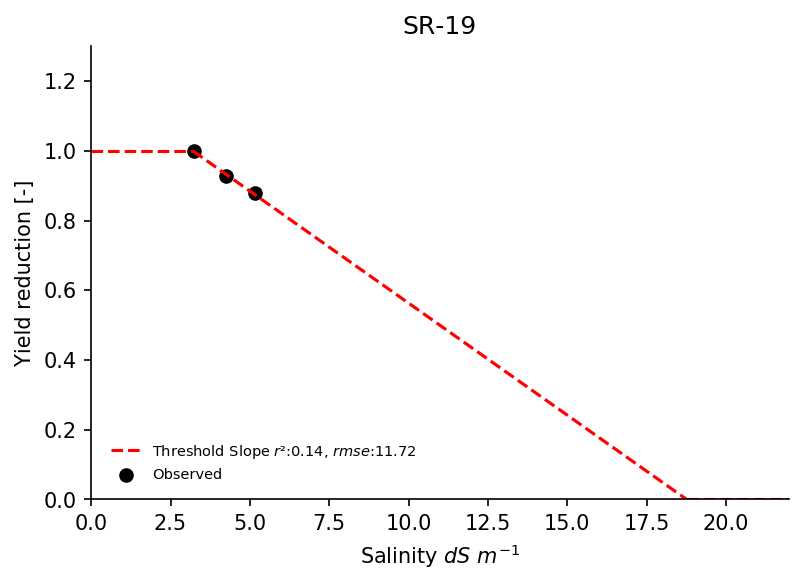 SR-19
Yield reduction [-]
1.2
1.0
0.8
0.6
0.4
0.2
0.0
Threshold Slope r²:0.14, rmse:11.72
Observed
0.0 2.5 5.0 7.5 10.0 12.5 15.0 17.5 20.0
Salinity dS m⁻¹